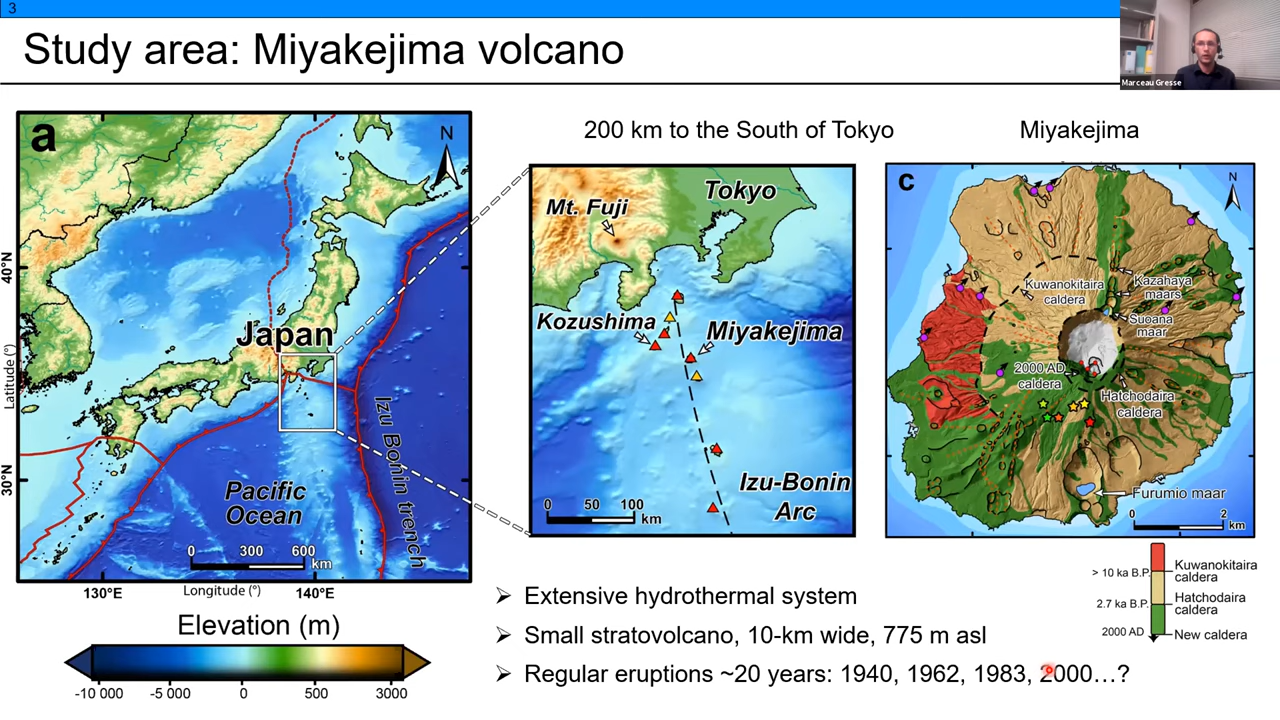 3
Study area: Miyakejima volcano
Marceau Gresse
a
N
40°N
30°N
Latitude (°)
Japan
Izu Bonin trench
Pacific
Ocean
0 300 600
km
130°E
Longitude (°)
140°E
Elevation (m)
-10 000 -5 000 0 500 3000
200 km to the South of Tokyo
Tokyo
Mt. Fuji
Kozushima
Miyakejima
Izu-Bonin
Arc
0 50 100
km
Miyakejima
c
N
Kuwanokitaira
caldera
Kazahaya
maars
Suoana
maar
2000 AD
caldera
Hatchodaira
caldera
Furumio maar
0 2
km
> 10 ka B.P.
2.7 ka B.P.
2000 AD
Kuwanokitaira
caldera
Hatchodaira
caldera
New caldera
➢ Extensive hydrothermal system
➢ Small stratovolcano, 10-km wide, 775 m asl
➢ Regular eruptions ~20 years: 1940, 1962, 1983, 2000…?